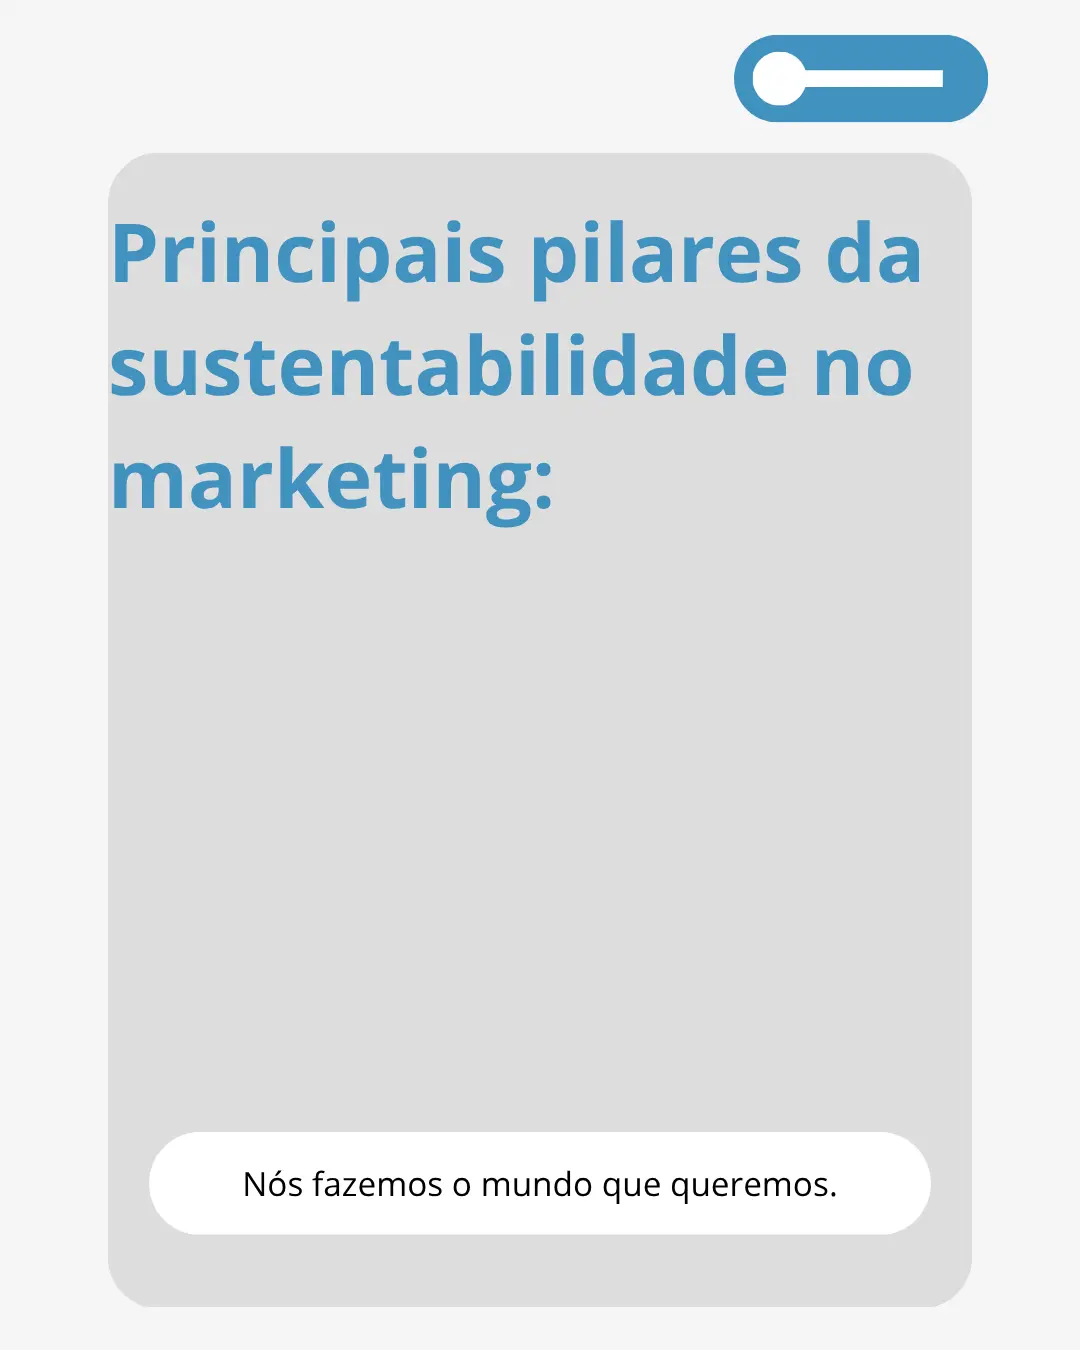 Principais pilares da
sustentabilidade no
marketing:
Nós fazemos o mundo que queremos.